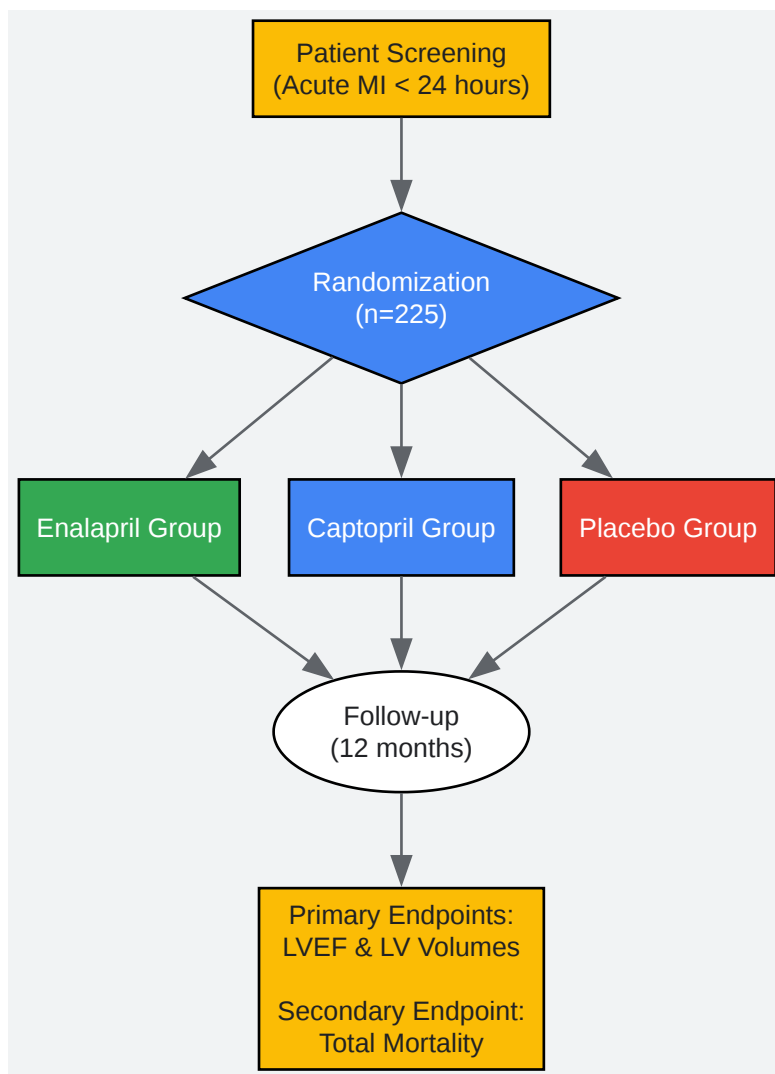 Patient Screening
(Acute MI < 24 hours)
Randomization
(n=225)
Enalapril Group
Captopril Group
Placebo Group
Follow-up
(12 months)
Primary Endpoints:
LVEF & LV Volumes
Secondary Endpoint:
Total Mortality